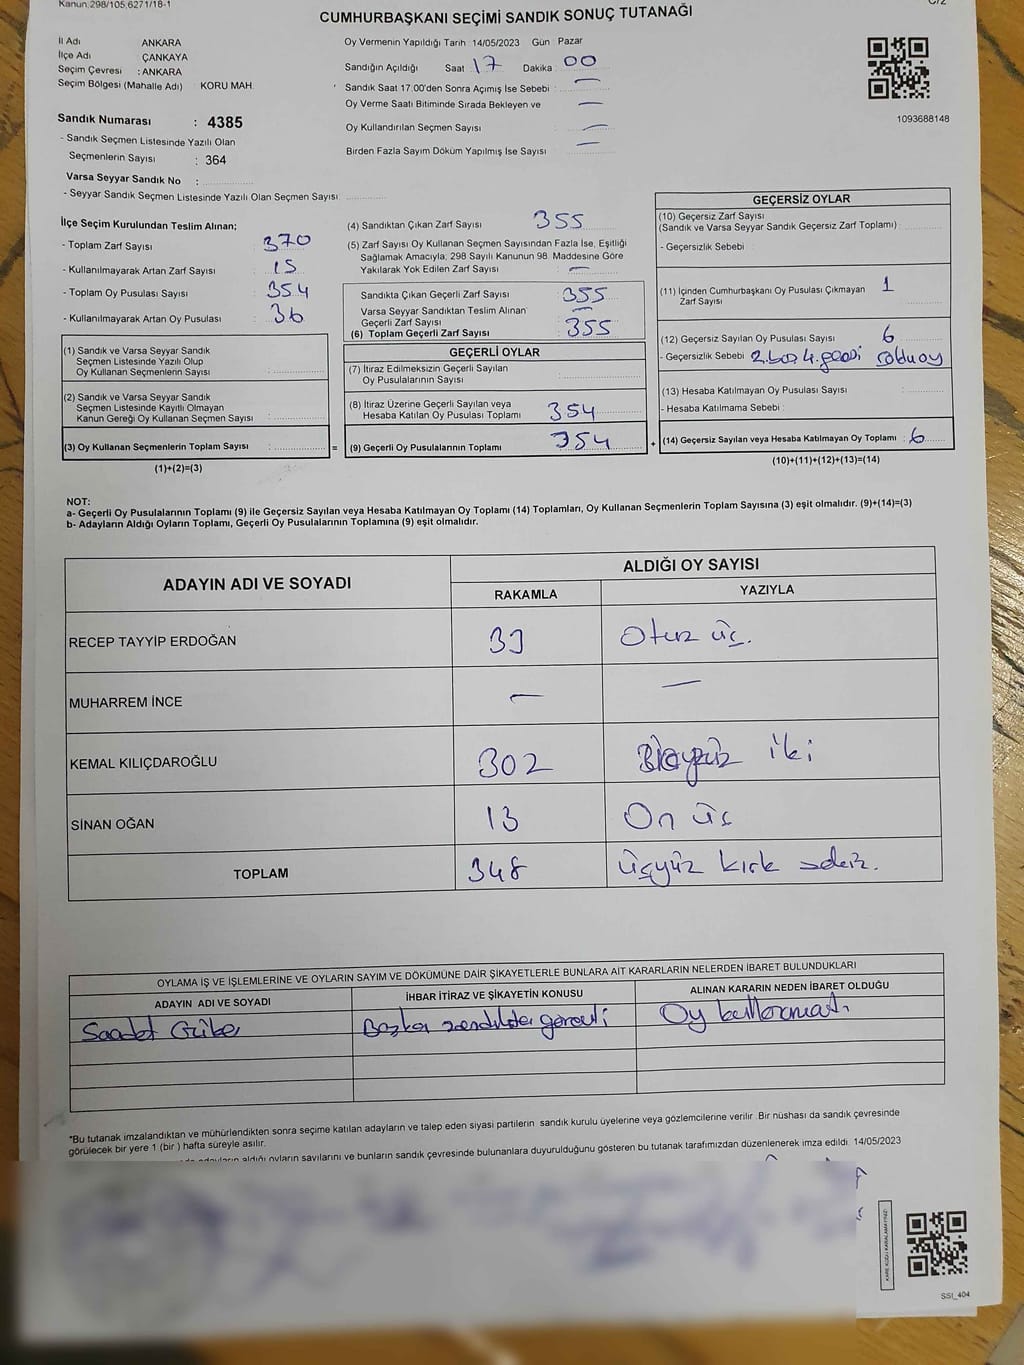 Kanun.298/105,6271/18-1
CUMHURBAŞKANI SEÇİMİ SANDIK SONUÇ TUTANAĞI
İl Adı ANKARA
İlçe Adı ÇANKAYA
Seçim Çevresi : ANKARA
Seçim Bölgesi (Mahalle Adı) KORU MAH.
Oy Vermenin Yapıldığı Tarih 14/05/2023 Gün Pazar
Sandığın Açıldığı Saat 17 Dakika 00
Sandık Saat 17.00'den Sonra Açımış İse Sebebi : —
Oy Verme Saati Bitiminde Sırada Bekleyen ve —
Oy Kullandırılan Seçmen Sayısı —
Birden Fazla Sayım Döküm Yapılmış İse Sayısı —
1093688148
Sandık Numarası : 4385
- Sandık Seçmen Listesinde Yazılı Olan
Seçmenlerin Sayısı : 364
Varsa Seyyar Sandık No :
- Seyyar Sandık Seçmen Listesinde Yazılı Olan Seçmen Sayısı
İlçe Seçim Kurulundan Teslim Alınan;
- Toplam Zarf Sayısı : 370
- Kullanılmayarak Artan Zarf Sayısı : 15
- Toplam Oy Pusulası Sayısı : 354
- Kullanılmayarak Artan Oy Pusulası : 36
(1) Sandık ve Varsa Seyyar Sandık
Seçmen Listesinde Yazılı Olup
Oy Kullanan Seçmenlerin Sayısı :
(2) Sandık ve Varsa Seyyar Sandık
Seçmen Listesinde Kayıtlı Olmayan
Kanun Gereği Oy Kullanan Seçmen Sayısı :
(3) Oy Kullanan Seçmenlerin Toplam Sayısı : =
(1)+(2)=(3)
(4) Sandıktan Çıkan Zarf Sayısı : 355
(5) Zarf Sayısı Oy Kullanan Seçmen Sayısından Fazla İse, Eşitliği
Sağlamak Amacıyla, 298 Sayılı Kanunun 98. Maddesine Göre
Yakılarak Yok Edilen Zarf Sayısı : —
Sandıkta Çıkan Geçerli Zarf Sayısı : 355
Varsa Seyyar Sandıktan Teslim Alınan
Geçerli Zarf Sayısı : —
(6) Toplam Geçerli Zarf Sayısı : 355
GEÇERLİ OYLAR
(7) İtiraz Edilmeksizin Geçerli Sayılan
Oy Pusulalarının Sayısı :
(8) İtiraz Üzerine Geçerli Sayılan veya
Hesaba Katılan Oy Pusulası Toplamı : 354
(9) Geçerli Oy Pusulalarının Toplamı : 354 +
GEÇERSİZ OYLAR
(10) Geçersiz Zarf Sayısı
(Sandık ve Varsa Seyyar Sandık Geçersiz Zarf Toplamı) :
- Geçersizlik Sebebi :
(11) İçinden Cumhurbaşkanı Oy Pusulası Çıkmayan 1
Zarf Sayısı
(12) Geçersiz Sayılan Oy Pusulası Sayısı : 6
- Geçersizlik Sebebi
(13) Hesaba Katılmayan Oy Pusulası Sayısı :
- Hesaba Katılmama Sebebi :
(14) Geçersiz Sayılan veya Hesaba Katılmayan Oy Toplamı : 6
(10)+(11)+(12)+(13)=(14)
NOT:
a- Geçerli Oy Pusulalarının Toplamı (9) ile Geçersiz Sayılan veya Hesaba Katılmayan Oy Toplamı (14) Toplamları, Oy Kullanan Seçmenlerin Toplam Sayısına (3) eşit olmalıdır. (9)+(14)=(3)
b- Adayların Aldığı Oyların Toplamı, Geçerli Oy Pusulalarının Toplamına (9) eşit olmalıdır.
ADAYIN ADI VE SOYADI
ALDIĞI OY SAYISI
RAKAMLA YAZIYLA
RECEP TAYYİP ERDOĞAN 33 Otuz üç.
MUHARREM İNCE — —
KEMAL KILIÇDAROĞLU 302 iki
SİNAN OĞAN 13 On üç
TOPLAM 348 üçyüz kırk sekiz.
OYLAMA İŞ VE İŞLEMLERİNE VE OYLARIN SAYIM VE DÖKÜMÜNE DAİR ŞİKAYETLERLE BUNLARA AİT KARARLARIN NELERDEN İBARET BULUNDUKLARI
ADAYIN ADI VE SOYADI İHBAR İTİRAZ VE ŞİKAYETİN KONUSU ALINAN KARARIN NEDEN İBARET OLDUĞU
Saadet Başka sandıkta görevli Oy kullanmadı.
*Bu tutanak imzalandıktan ve mühürlendikten sonra seçime katılan adayların ve talep eden siyasi partilerin sandık kurulu üyelerine veya gözlemcilerine verilir. Bir nüshası da sandık çevresinde
görülecek bir yere 1 (bir) hafta süreyle asılır.
aldığı oyların sayılarını ve bunların sandık çevresinde bulunanlara duyurulduğunu gösteren bu tutanak tarafımızdan düzenlenerek imza edildi. 14/05/2023
SSI_404